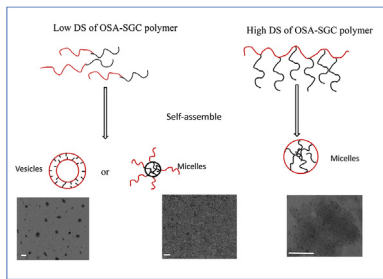 Low DS of OSA-SGC polymer
High DS of OSA-SGC polymer
Self-assemble
Vesicles
or
Micelles
Micelles